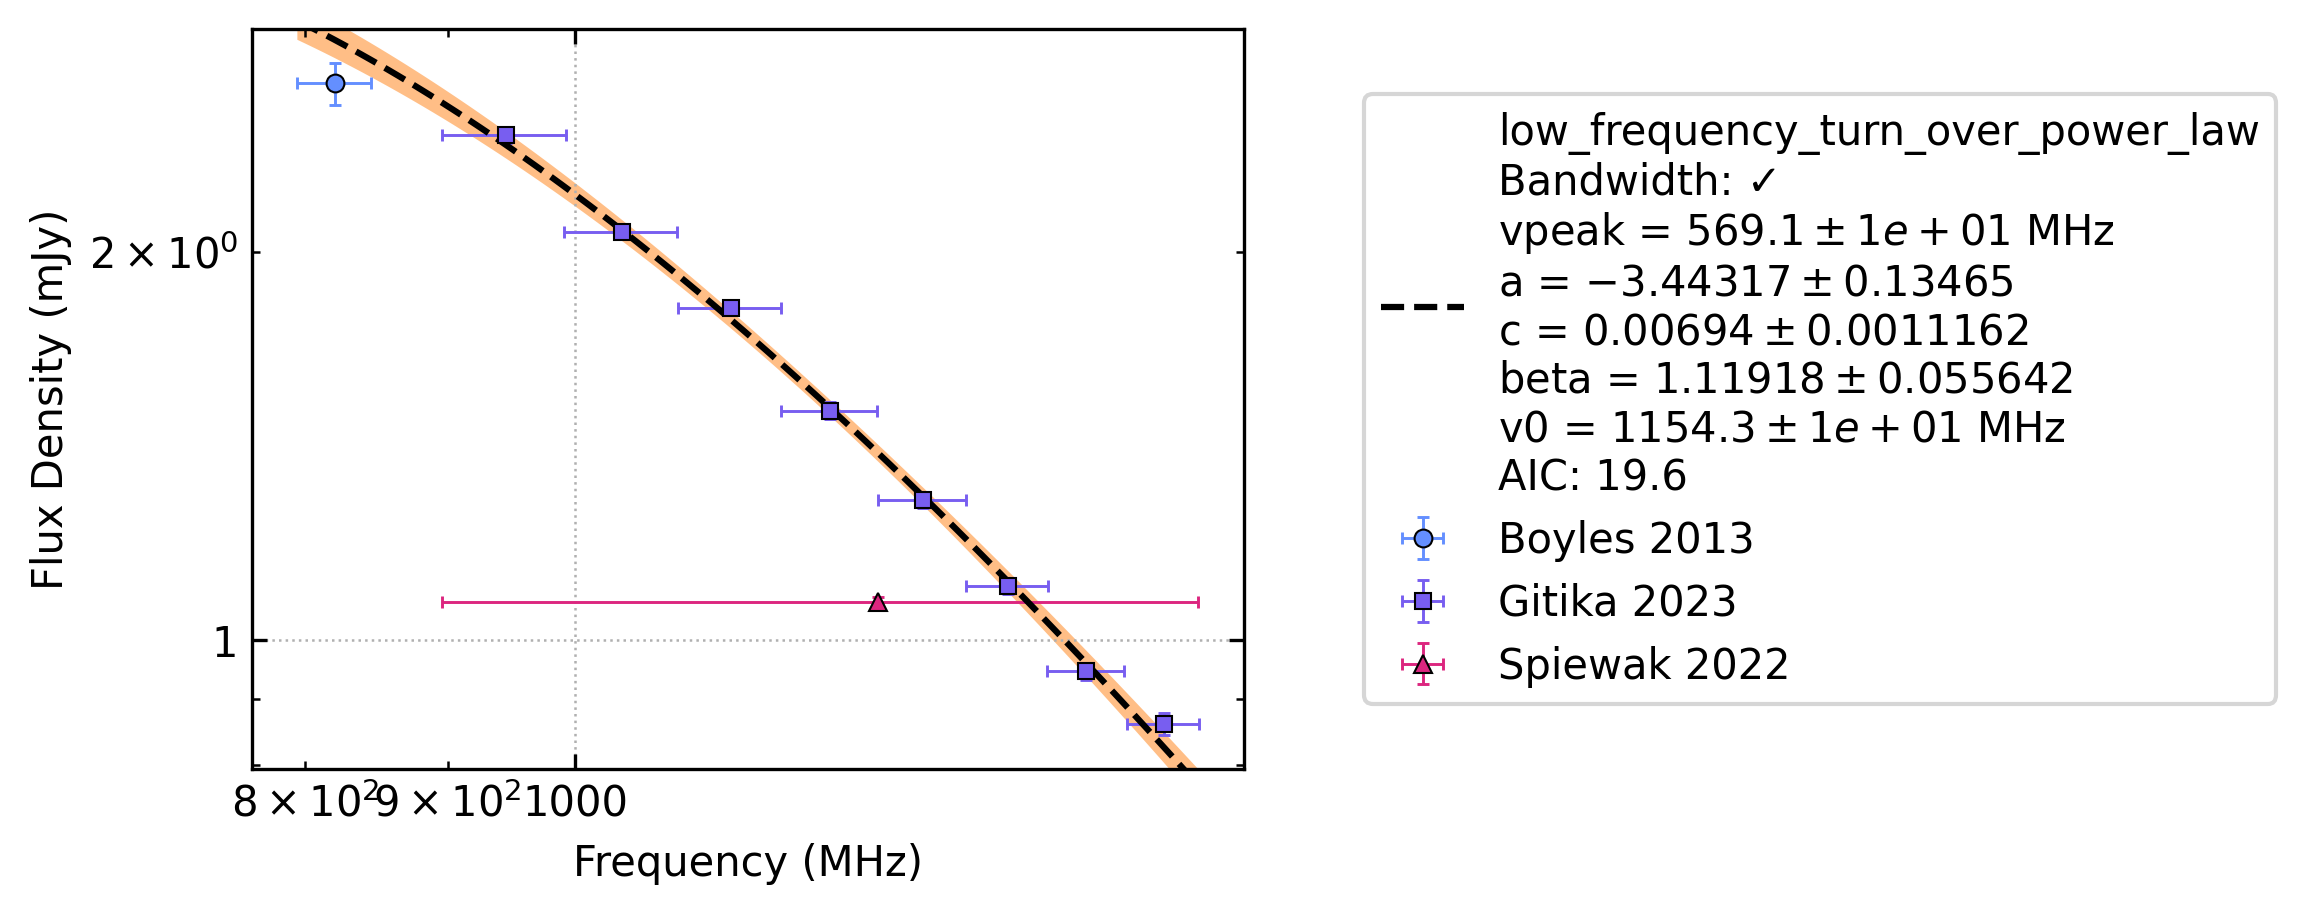 Flux Density (mJy)
2 × 10⁰
1
8 × 10² 9 × 10² 1000
Frequency (MHz)
low_frequency_turn_over_power_law
Bandwidth: ✓
vpeak = 569.1 ± 1e + 01 MHz
a = −3.44317 ± 0.13465
c = 0.00694 ± 0.0011162
beta = 1.11918 ± 0.055642
v0 = 1154.3 ± 1e + 01 MHz
AIC: 19.6
Boyles 2013
Gitika 2023
Spiewak 2022